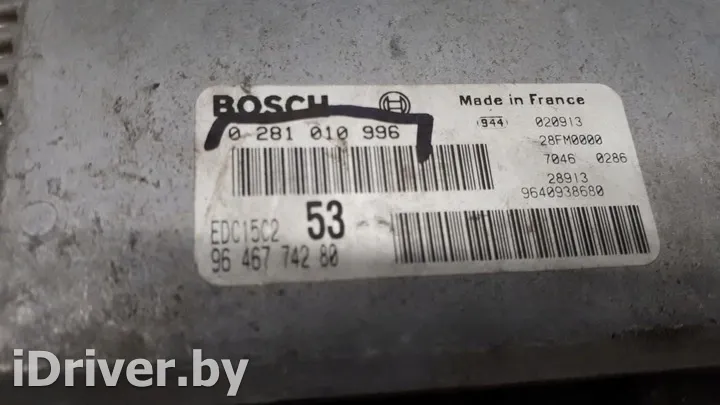 BOSCH
0 281 010 996
EDC15C2 53
96 467 742 80
Made in France
944 020913
28FM0000
7046 0286
28913
9640938680
iDriver.by